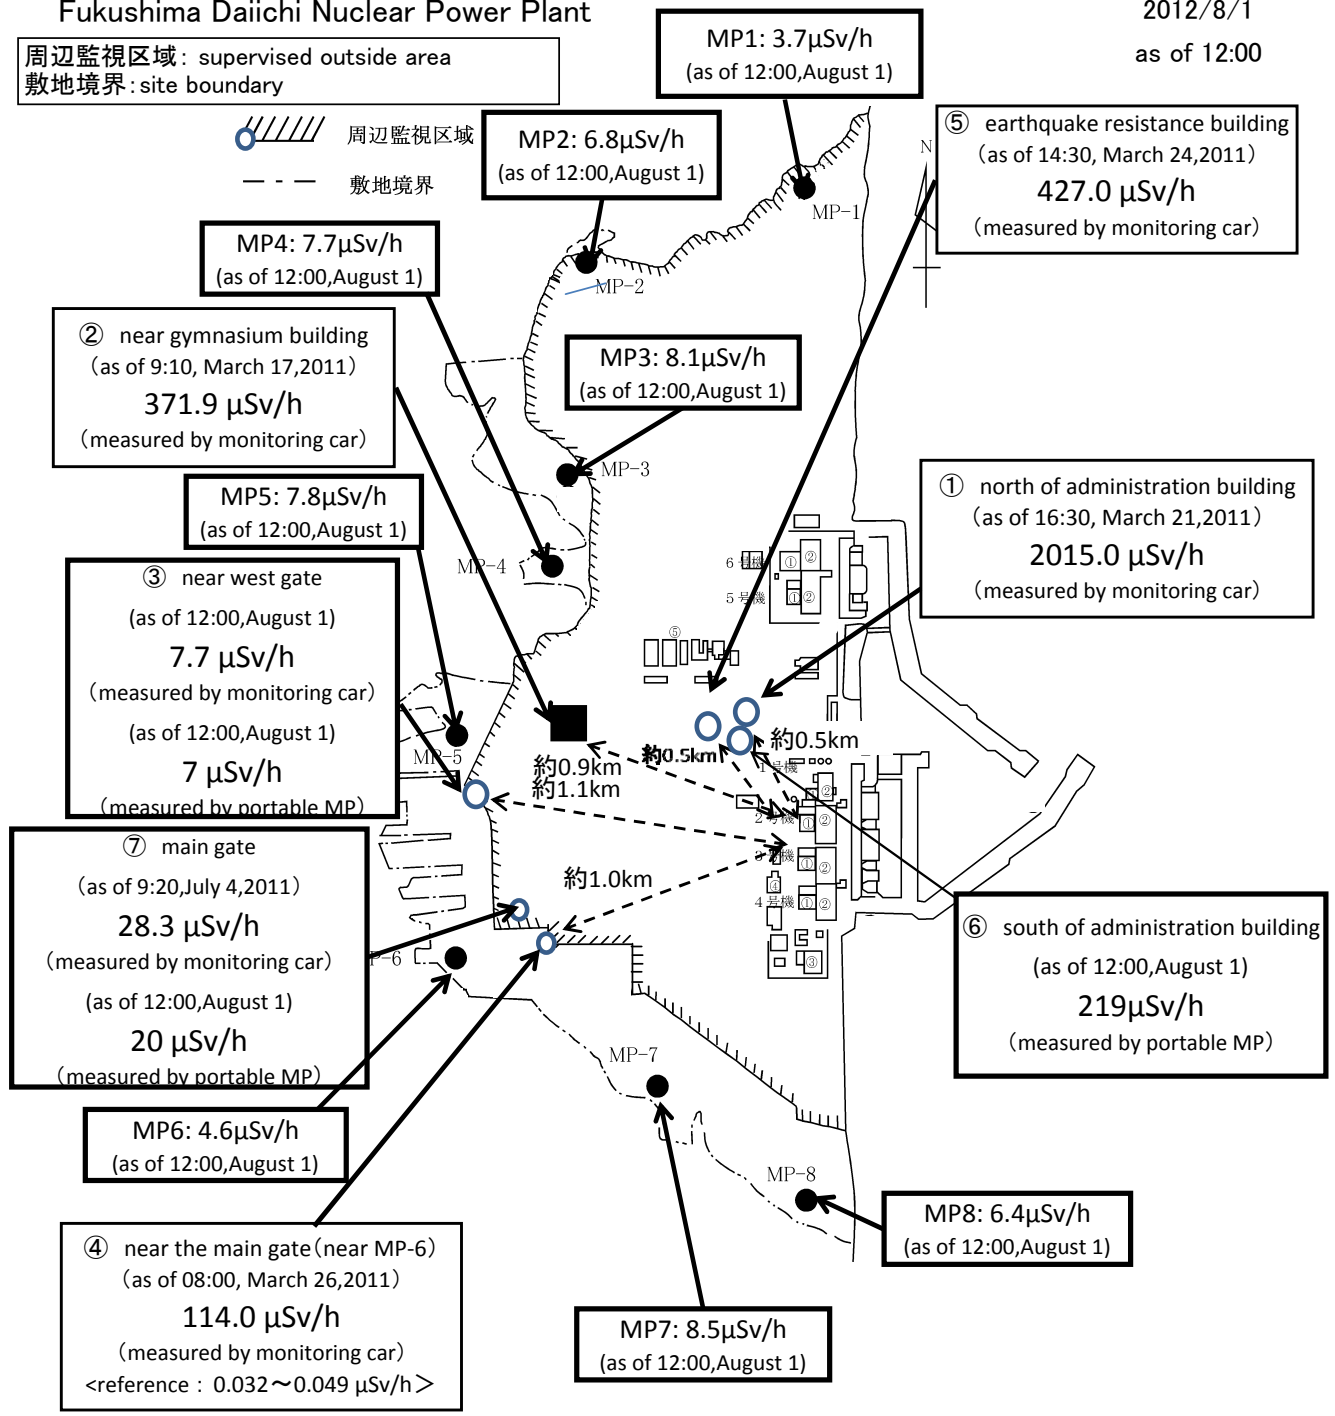 Fukushima Daiichi Nuclear Power Plant
2012/8/1
as of 12:00
周辺監視区域: supervised outside area
敷地境界:site boundary
周辺監視区域
敷地境界
MP1: 3.7μSv/h
(as of 12:00,August 1)
MP2: 6.8μSv/h
(as of 12:00,August 1)
⑤ earthquake resistance building
(as of 14:30, March 24,2011)
427.0 μSv/h
(measured by monitoring car)
N
MP-1
MP4: 7.7μSv/h
(as of 12:00,August 1)
MP-2
② near gymnasium building
(as of 9:10, March 17,2011)
371.9 μSv/h
(measured by monitoring car)
MP3: 8.1μSv/h
(as of 12:00,August 1)
MP-3
MP5: 7.8μSv/h
(as of 12:00,August 1)
① north of administration building
(as of 16:30, March 21,2011)
2015.0 μSv/h
(measured by monitoring car)
MP-4
6号機
① ②
5号機
① ②
③ near west gate
(as of 12:00,August 1)
7.7 μSv/h
(measured by monitoring car)
(as of 12:00,August 1)
7 μSv/h
(measured by portable MP)
⑤
MP-5
約0.9km
約1.1km
約0.5km
約0.5km
1号機
②
2号機
① ②
3号機
① ②
④
4号機
① ②
③
約1.0km
⑦ main gate
(as of 9:20,July 4,2011)
28.3 μSv/h
(measured by monitoring car)
(as of 12:00,August 1)
20 μSv/h
(measured by portable MP)
P-6
⑥ south of administration building
(as of 12:00,August 1)
219μSv/h
(measured by portable MP)
MP-7
MP6: 4.6μSv/h
(as of 12:00,August 1)
MP-8
MP8: 6.4μSv/h
(as of 12:00,August 1)
④ near the main gate(near MP-6)
(as of 08:00, March 26,2011)
114.0 μSv/h
(measured by monitoring car)
<reference : 0.032～0.049 μSv/h＞
MP7: 8.5μSv/h
(as of 12:00,August 1)